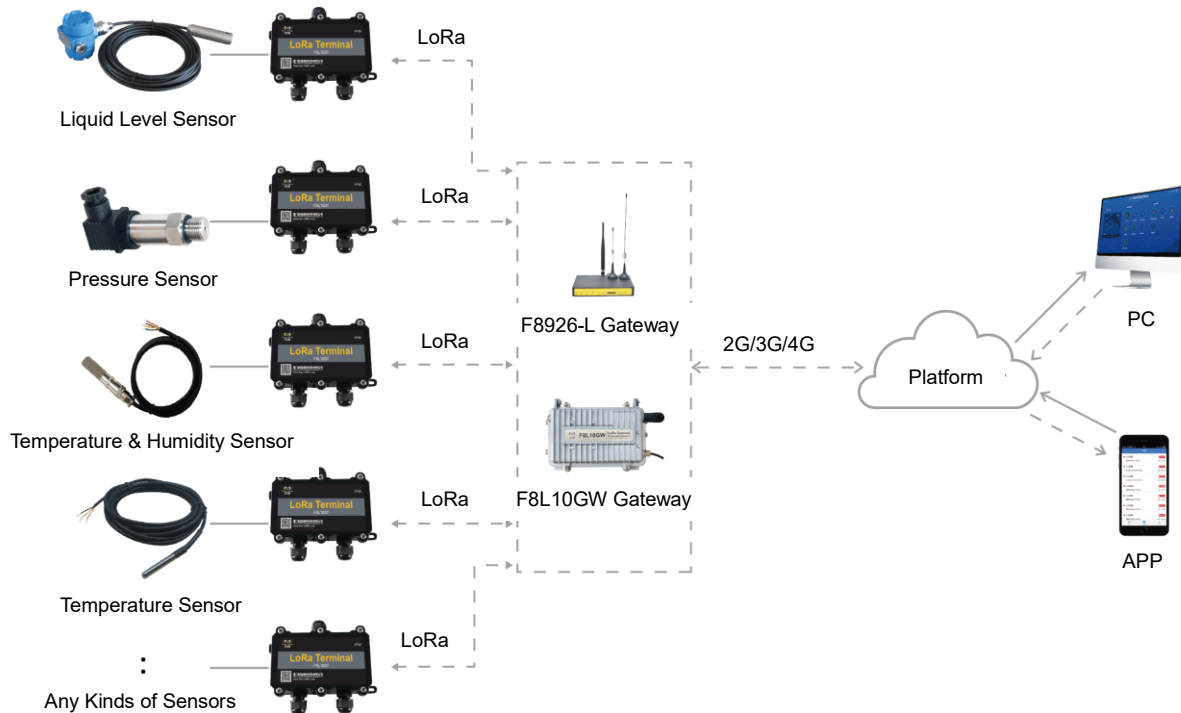 LoRa Terminal
LoRa
Liquid Level Sensor
LoRa Terminal
LoRa
Pressure Sensor
F8926-L Gateway
PC
LoRa Terminal
LoRa
2G/3G/4G
Platform
Temperature & Humidity Sensor
F8L10GW
F8L10GW Gateway
LoRa Terminal
LoRa
APP
Temperature Sensor
LoRa Terminal
LoRa
:
Any Kinds of Sensors